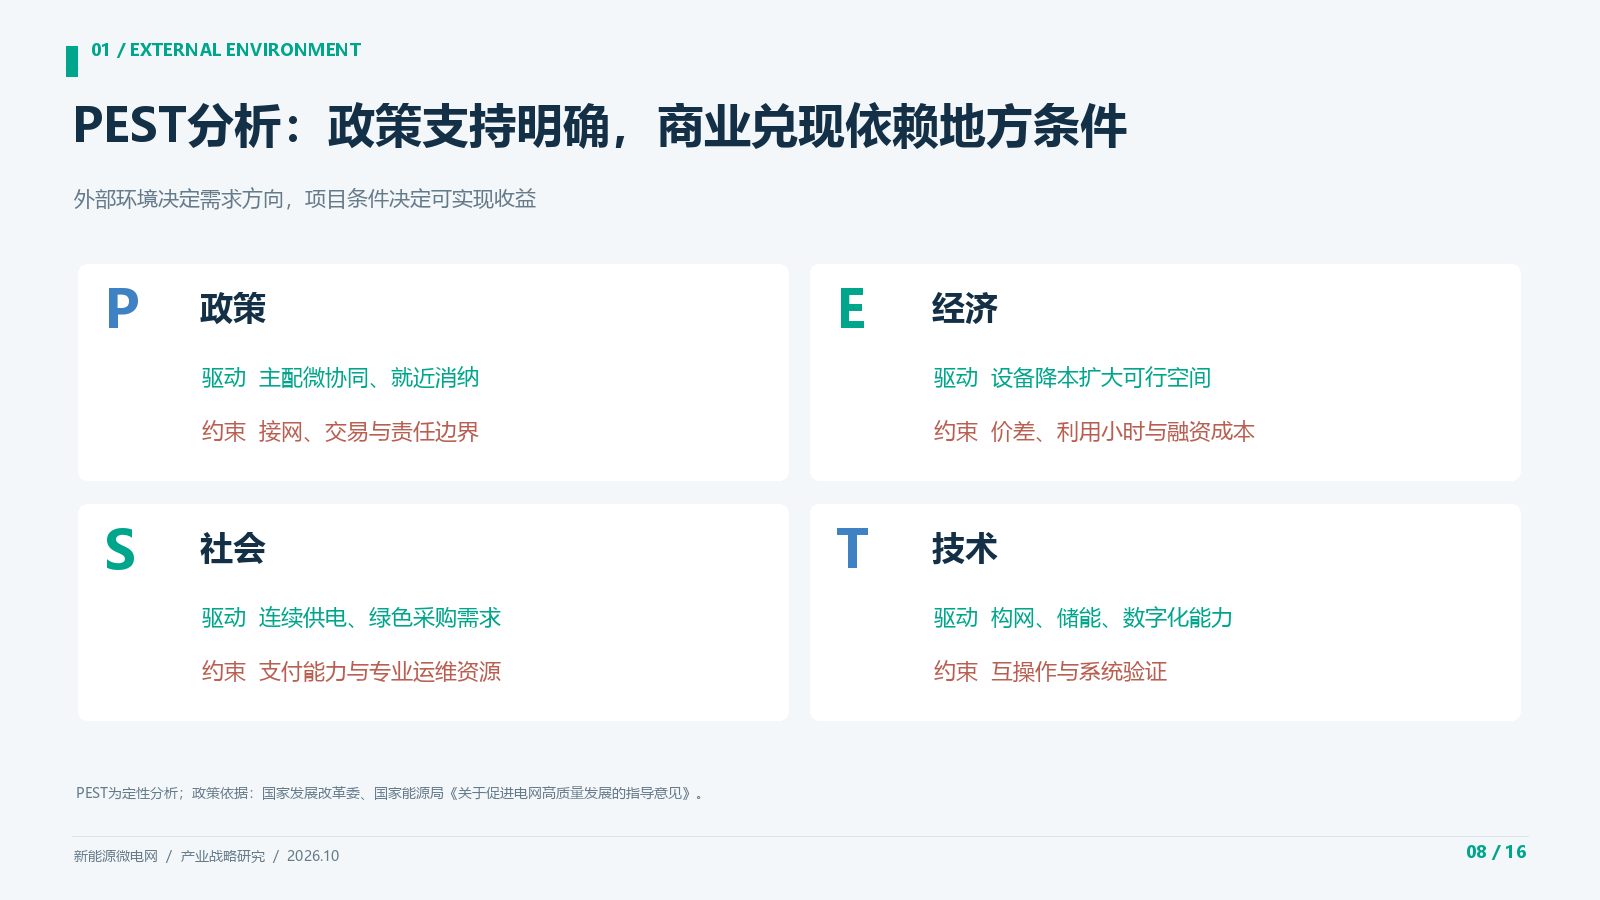 01 / EXTERNAL ENVIRONMENT
PEST分析：政策支持明确，商业兑现依赖地方条件
外部环境决定需求方向，项目条件决定可实现收益
P 政策
驱动 主配微协同、就近消纳
约束 接网、交易与责任边界
E 经济
驱动 设备降本扩大可行空间
约束 价差、利用小时与融资成本
S 社会
驱动 连续供电、绿色采购需求
约束 支付能力与专业运维资源
T 技术
驱动 构网、储能、数字化能力
约束 互操作与系统验证
PEST为定性分析；政策依据：国家发展改革委、国家能源局《关于促进电网高质量发展的指导意见》。
新能源微电网 / 产业战略研究 / 2026.10
08 / 16